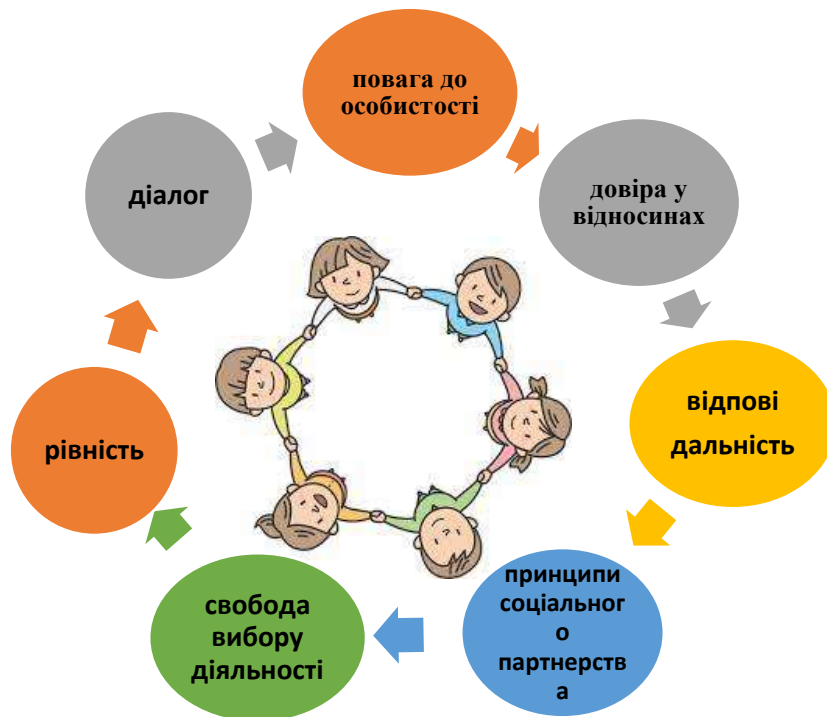 повага до
особистості
довіра у
відносинах
відпові
дальність
принципи
соціальног
о
партнерств
а
свобода
вибору
діяльності
рівність
діалог